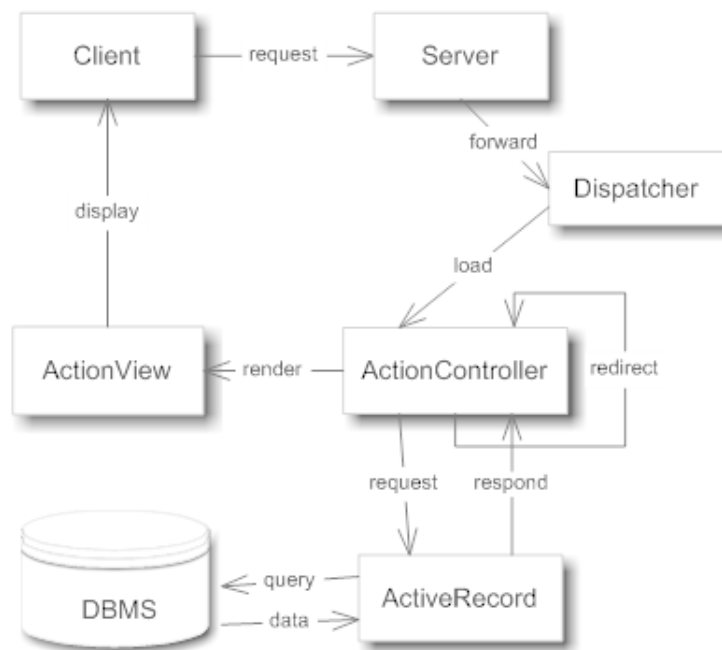 Client
request
Server
forward
Dispatcher
display
load
ActionView
render
ActionController
redirect
request
respond
query
DBMS
data
ActiveRecord